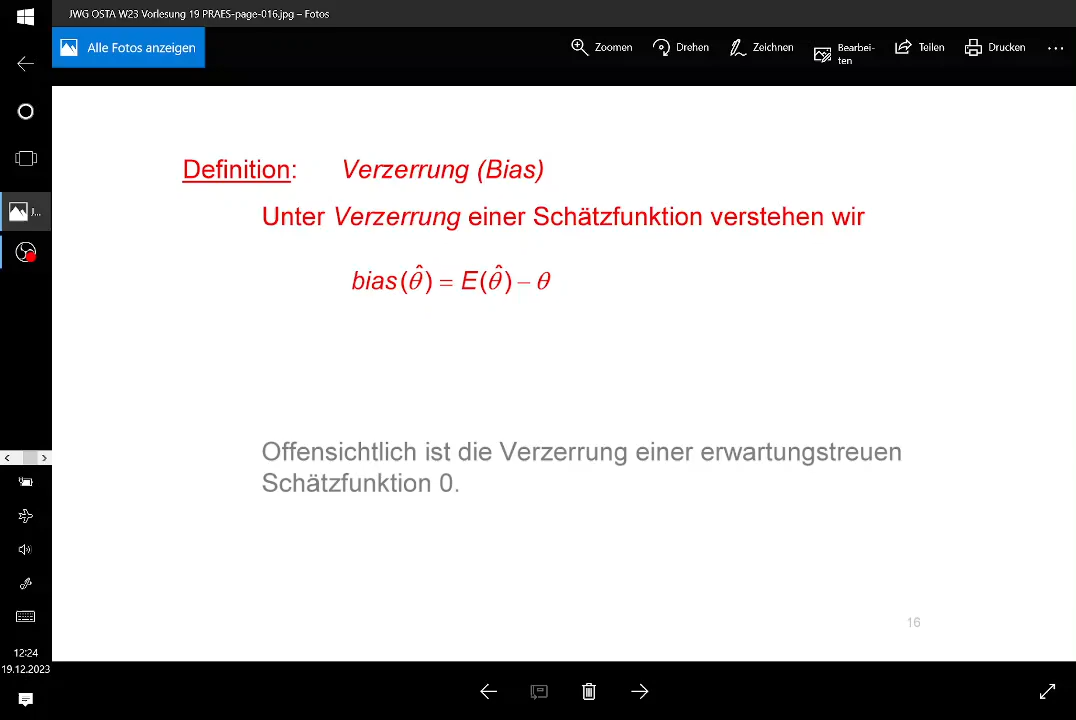 JWG OSTA W23 Vorlesung 19 PRAES-page-016.jpg – Fotos
Alle Fotos anzeigen
Zoomen
Drehen
Zeichnen
Bearbei-
ten
Teilen
Drucken
Definition: Verzerrung (Bias)
Unter Verzerrung einer Schätzfunktion verstehen wir
bias(θ̂) = E(θ̂) – θ
Offensichtlich ist die Verzerrung einer erwartungstreuen
Schätzfunktion 0.
16
J...
12:24
19.12.2023